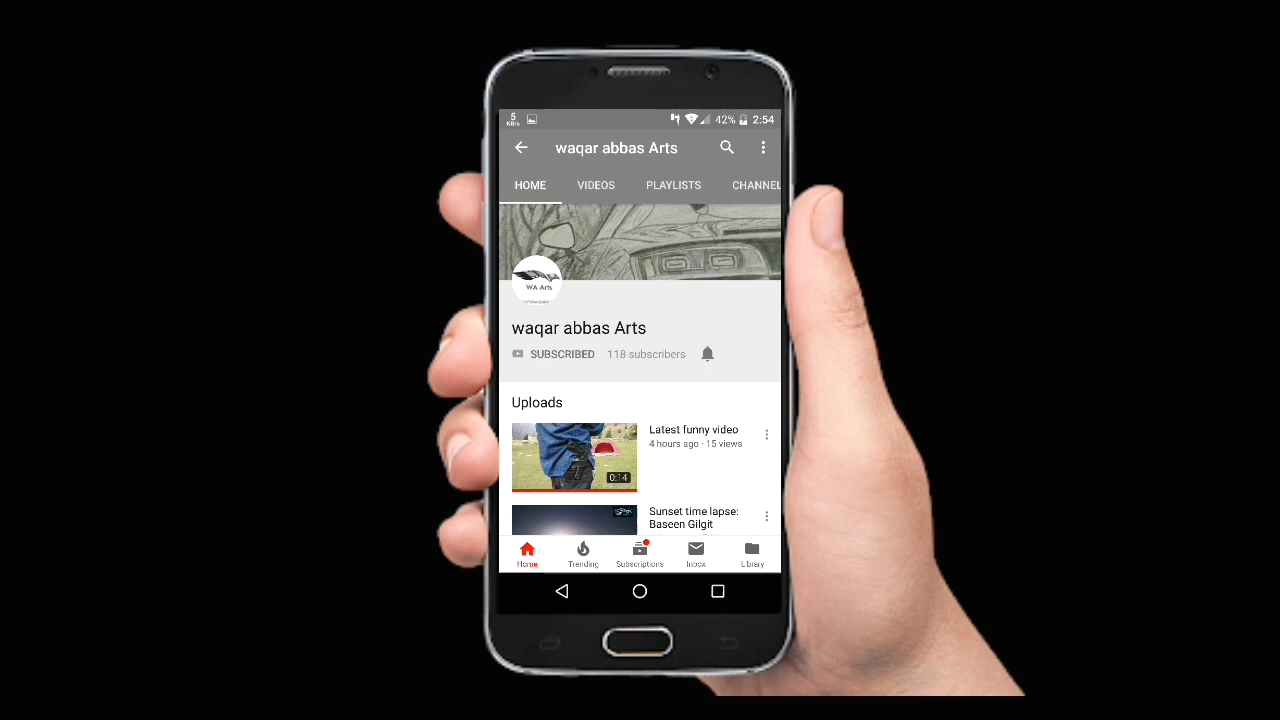 5
KB/s
42% 2:54
waqar abbas Arts
HOME VIDEOS PLAYLISTS CHANNEL
WA Arts
waqar abbas Arts
SUBSCRIBED 118 subscribers
Uploads
Latest funny video
4 hours ago · 15 views
0:14
Sunset time lapse:
Baseen Gilgit
Home Trending Subscriptions Inbox Library